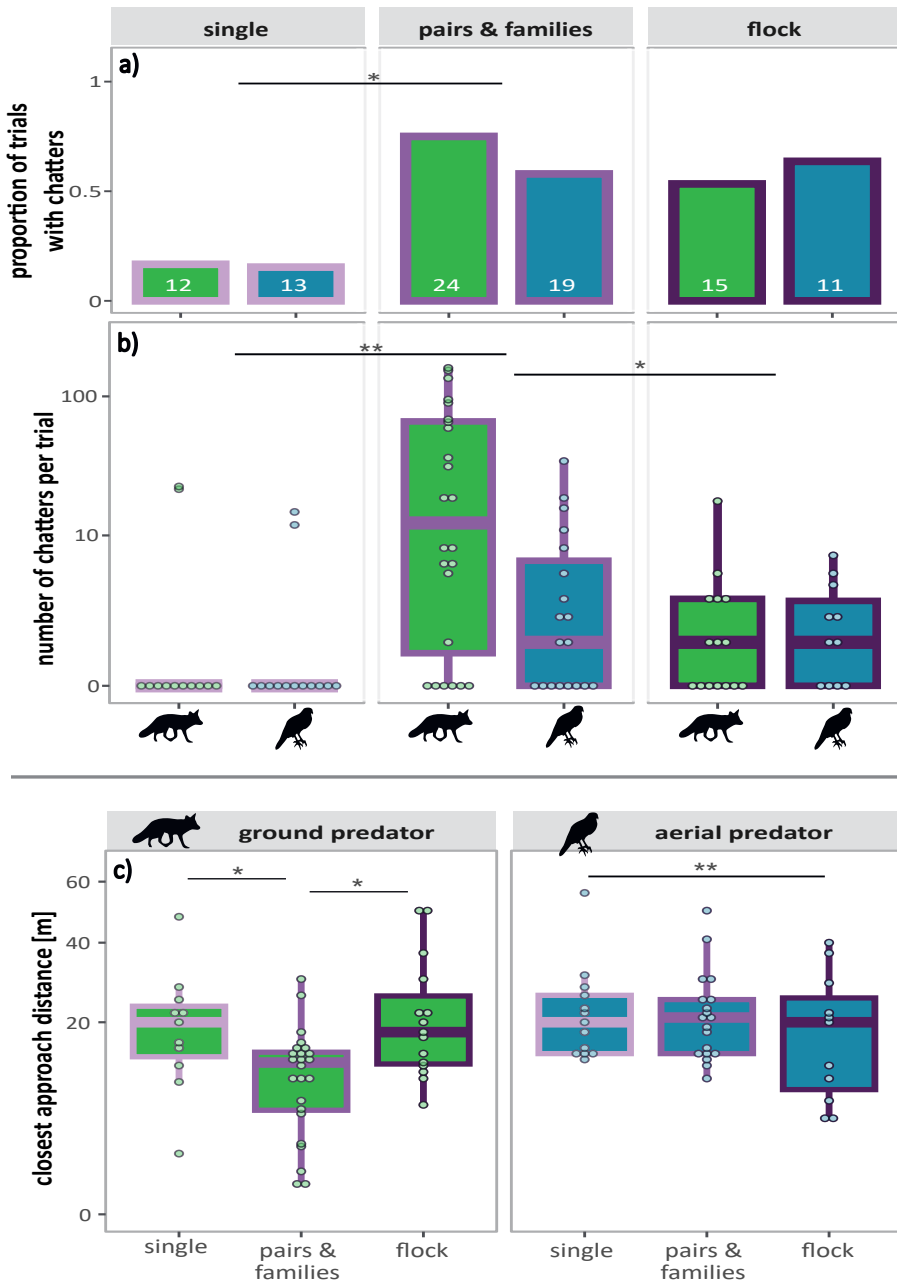 single pairs & families flock
a)
*
proportion of trials
with chatters
1
0.5
0
12 13 24 19 15 11
b)
**
*
number of chatters per trial
100
10
0
ground predator aerial predator
c)
* * **
closest approach distance [m]
60
40
20
0
single pairs & flock single pairs & flock
families families